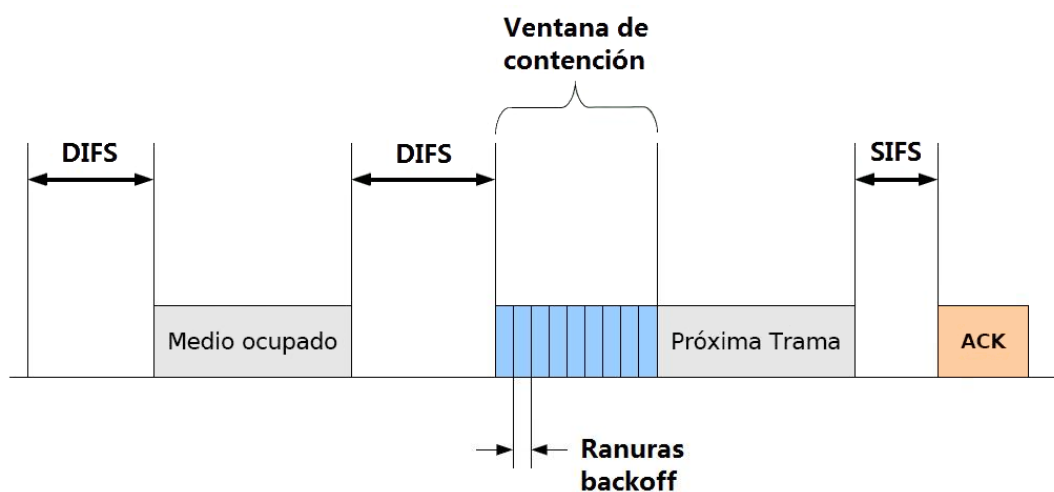 Ventana de
contención
DIFS
DIFS
SIFS
Medio ocupado
Próxima Trama
ACK
Ranuras
backoff